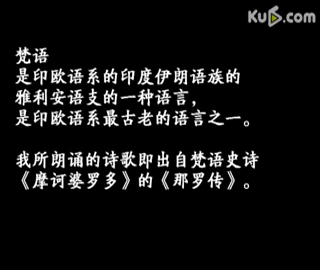 Ku6.com
梵语
是印欧语系的印度伊朗语族的
雅利安语支的一种语言，
是印欧语系最古老的语言之一。
我所朗诵的诗歌即出自梵语史诗
《摩诃婆罗多》的《那罗传》。